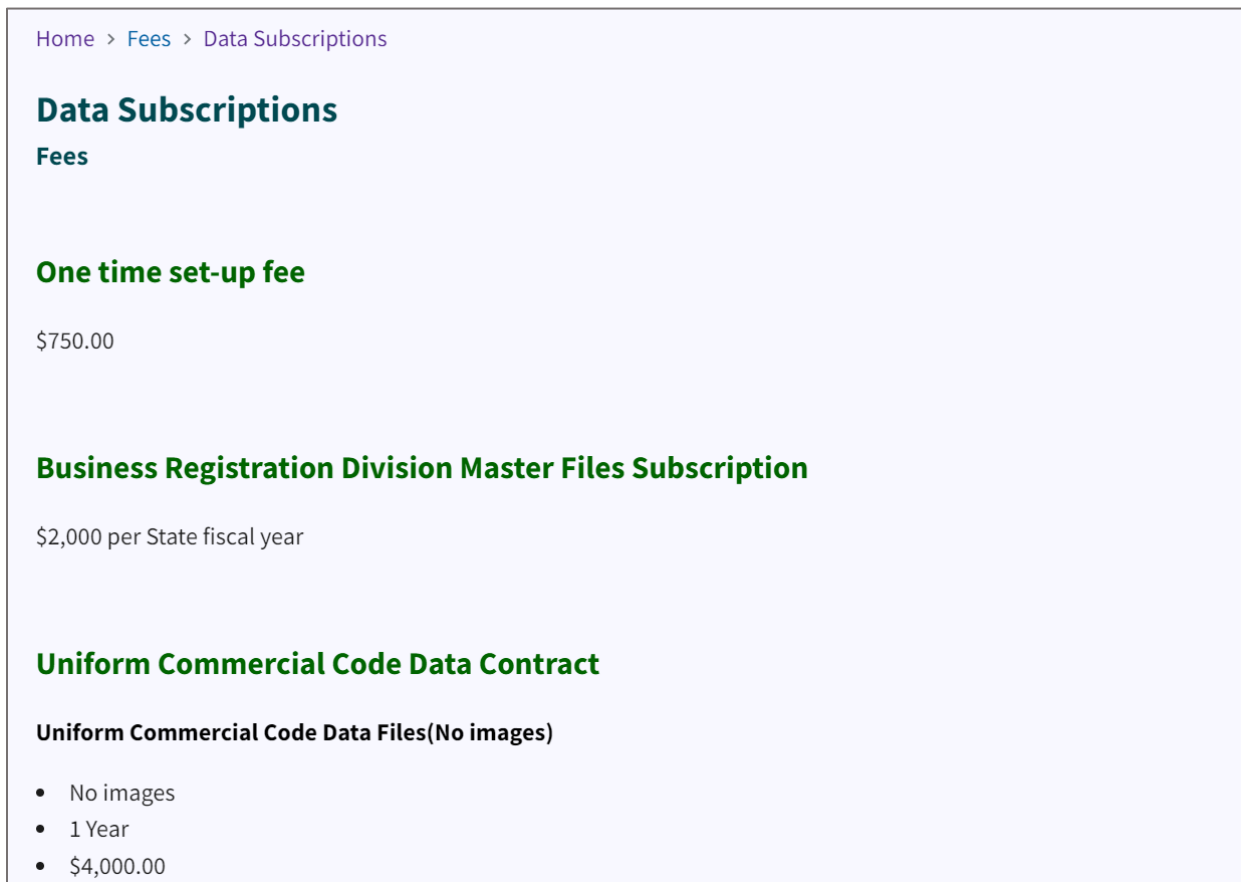 Home > Fees > Data Subscriptions
Data Subscriptions
Fees
One time set-up fee
$750.00
Business Registration Division Master Files Subscription
$2,000 per State fiscal year
Uniform Commercial Code Data Contract
Uniform Commercial Code Data Files(No images)
• No images
• 1 Year
• $4,000.00